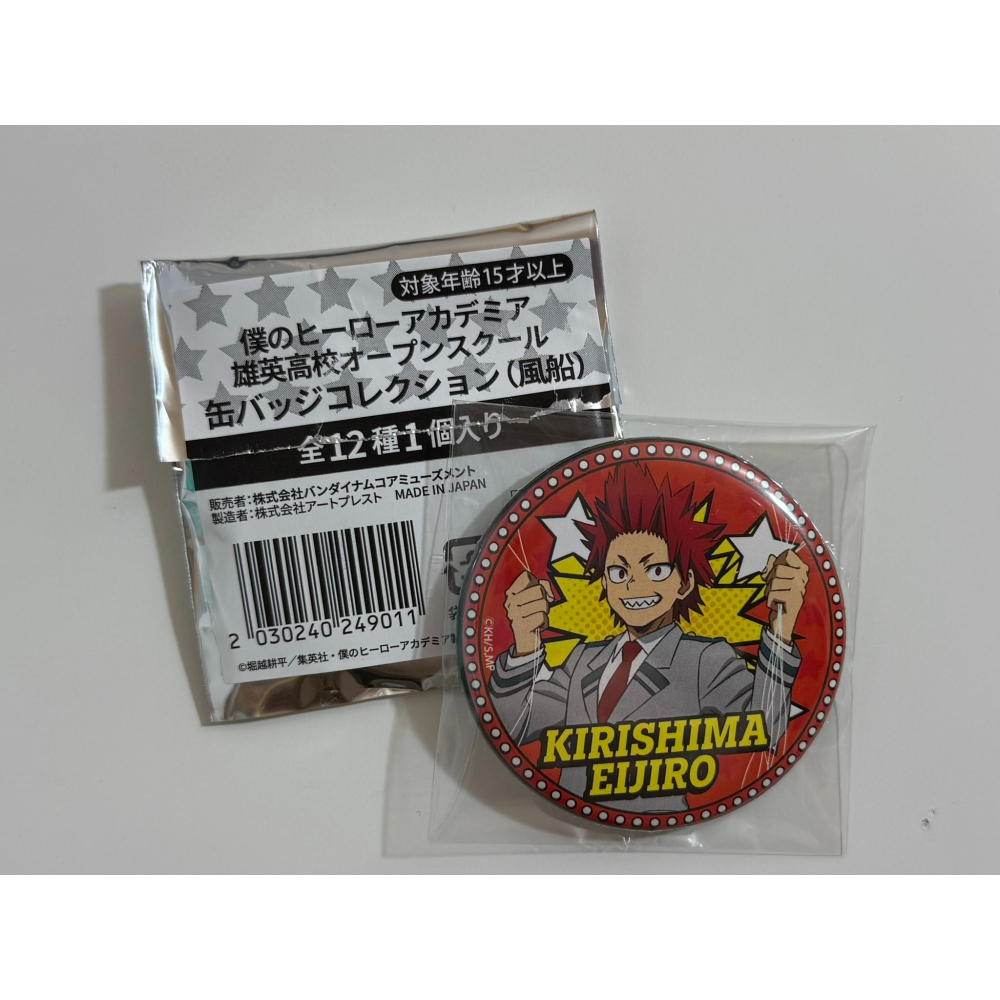 対象年齢15才以上
僕のヒーローアカデミア
雄英高校オープンスクール
缶バッジコレクション(風船)
全12種1個入り
販売者:株式会社バンダイナムコアミューズメント
製造者:株式会社アートプレスト MADE IN JAPAN
2 030240 249011
©堀越耕平/集英社・僕のヒーローアカデミア製
袋
©KH/S,MP
KIRISHIMA
EIJIRO